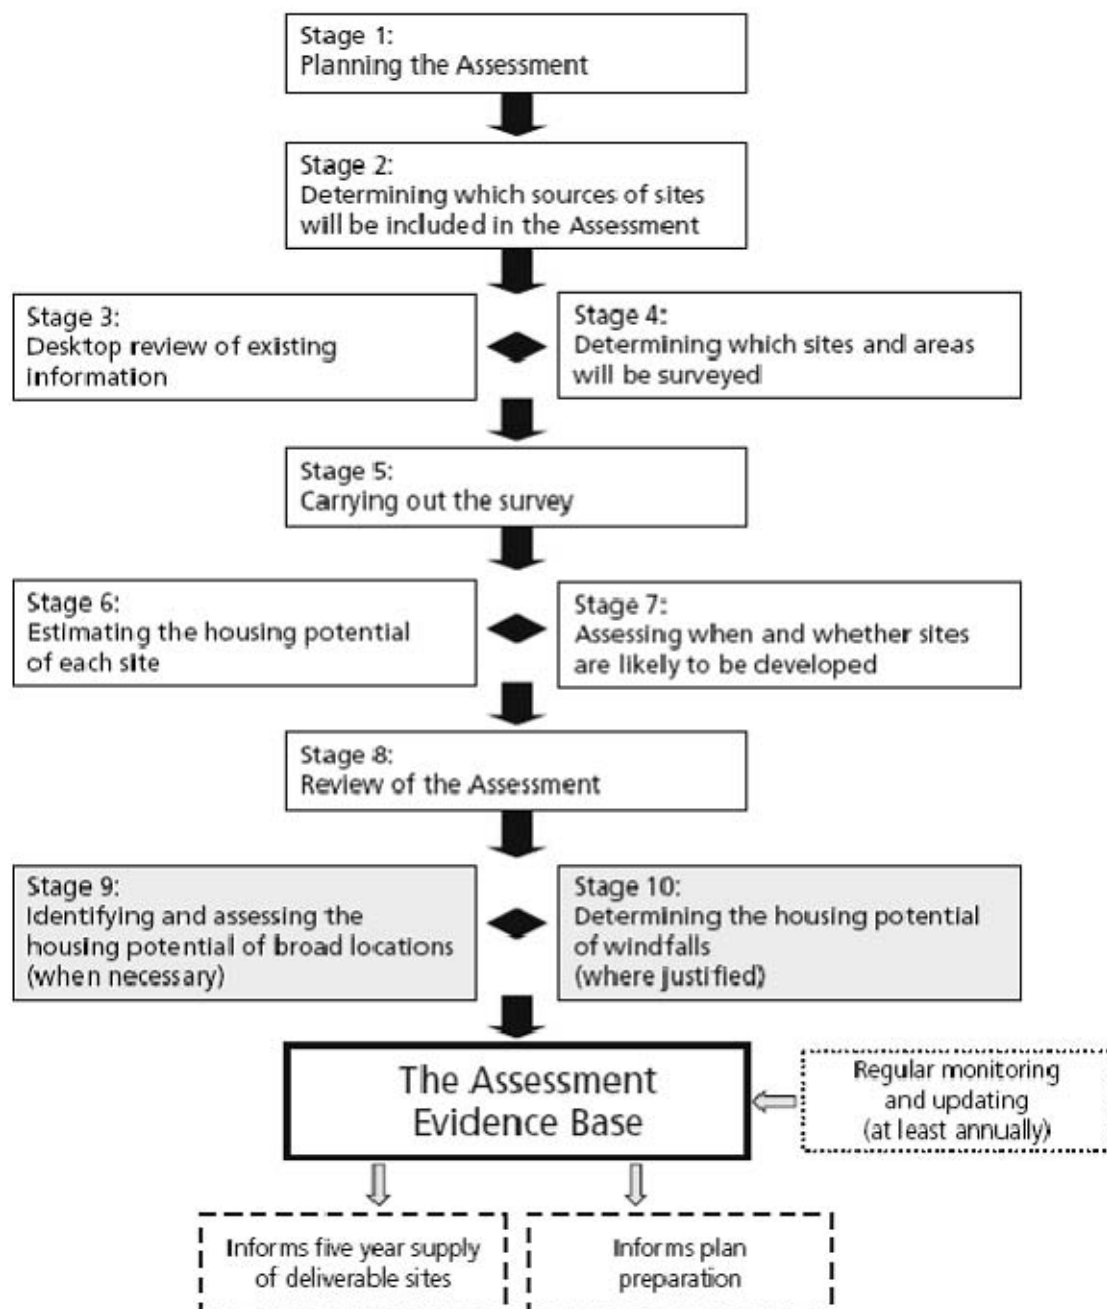 Stage 1:
Planning the Assessment
Stage 2:
Determining which sources of sites
will be included in the Assessment
Stage 3:
Desktop review of existing
information
Stage 4:
Determining which sites and areas
will be surveyed
Stage 5:
Carrying out the survey
Stage 6:
Estimating the housing potential
of each site
Stage 7:
Assessing when and whether sites
are likely to be developed
Stage 8:
Review of the Assessment
Stage 9:
Identifying and assessing the
housing potential of broad locations
(when necessary)
Stage 10:
Determining the housing potential
of windfalls
(where justified)
The Assessment
Evidence Base
Regular monitoring
and updating
(at least annually)
Informs five year supply
of deliverable sites
Informs plan
preparation